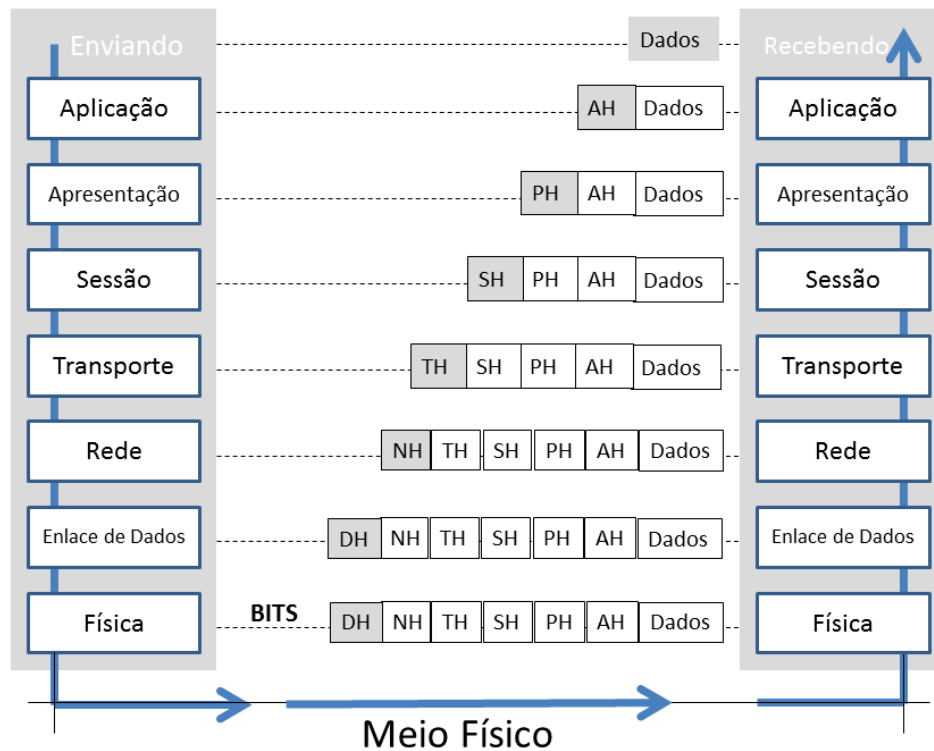 Enviando Dados Recebendo
Aplicação AH Dados Aplicação
Apresentação PH AH Dados Apresentação
Sessão SH PH AH Dados Sessão
Transporte TH SH PH AH Dados Transporte
Rede NH TH SH PH AH Dados Rede
Enlace de Dados DH NH TH SH PH AH Dados Enlace de Dados
Física BITS DH NH TH SH PH AH Dados Física
Meio Físico